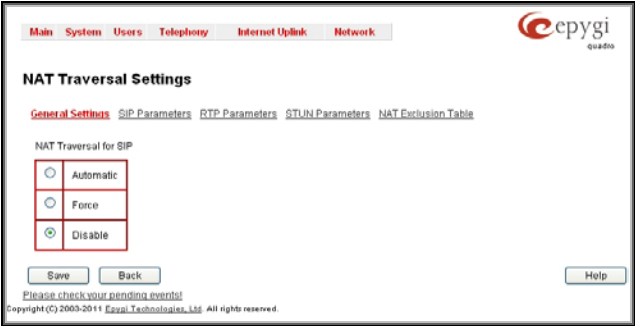 Main System Users Telephony Internet Uplink Network
epygi
quadro
NAT Traversal Settings
General Settings SIP Parameters RTP Parameters STUN Parameters NAT Exclusion Table
NAT Traversal for SIP
Automatic
Force
Disable
Save Back Help
Please check your pending events!
Copyright (C) 2003-2011 Epygi Technologies, Ltd. All rights reserved.